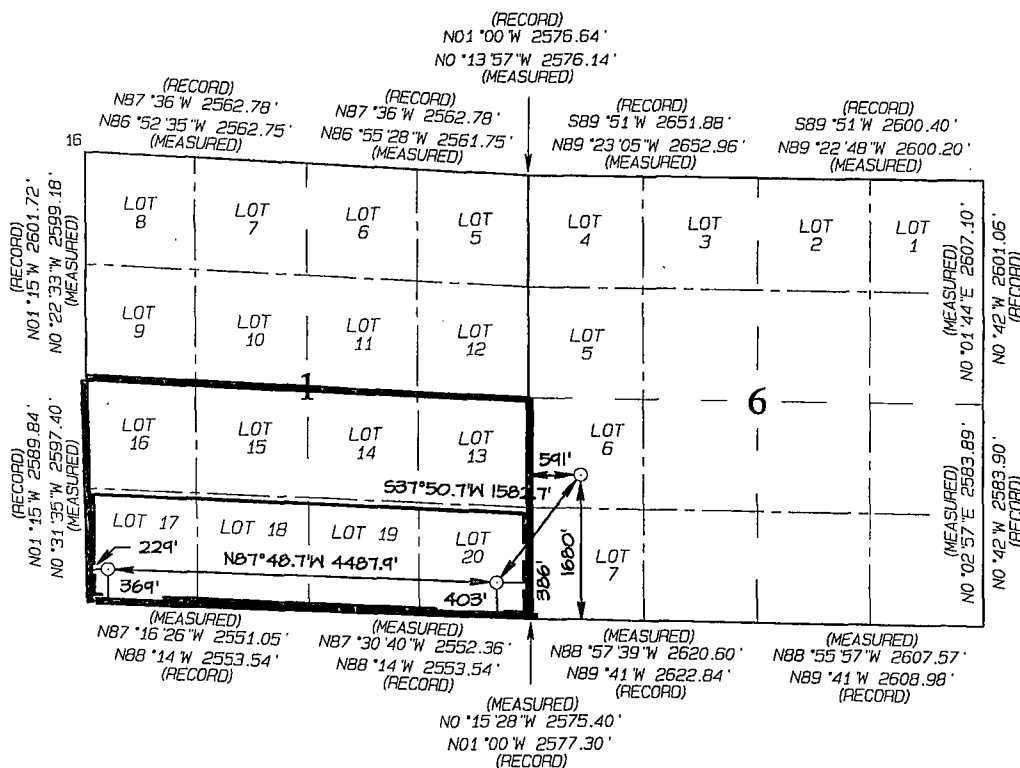 (RECORD)
N01°00'W 2576.64'
N0°13'57"W 2576.14'
(MEASURED)
(RECORD)
N87°36'W 2562.78'
N86°52'35"W 2562.75'
(MEASURED)
(RECORD)
N87°36'W 2562.78'
N86°55'28"W 2561.75'
(MEASURED)
(RECORD)
S89°51'W 2651.88'
N89°23'05"W 2652.96'
(MEASURED)
(RECORD)
S89°51'W 2600.40'
N89°22'48"W 2600.20'
(MEASURED)
16
(RECORD)
N01°15'W 2601.72'
N0°22'33"W 2599.18'
(MEASURED)
LOT
8
LOT
7
LOT
6
LOT
5
LOT
4
LOT
3
LOT
2
LOT
1
(MEASURED)
N0°01'44"E 2607.10'
N0°42'W 2601.06'
(RECORD)
LOT
9
LOT
10
LOT
11
LOT
12
LOT
5
1
6
(RECORD)
N01°15'W 2589.84'
N0°31'35"W 2597.40'
(MEASURED)
LOT
16
LOT
15
LOT
14
LOT
13
LOT
6
591'
S37°50.7'W 1582.7'
(MEASURED)
N0°02'57"E 2583.89'
N0°42'W 2583.90'
(RECORD)
LOT 17
LOT 18
LOT 19
LOT
20
LOT
7
229'
N87°48.7'W 4487.9'
369'
403'
386'
1680'
(MEASURED)
N87°16'26"W 2551.05'
N88°14'W 2553.54'
(RECORD)
(MEASURED)
N87°30'40"W 2552.36'
N88°14'W 2553.54'
(RECORD)
(MEASURED)
N88°57'39"W 2620.60'
N89°41'W 2622.84'
(RECORD)
(MEASURED)
N88°55'57"W 2607.57'
N89°41'W 2608.98'
(RECORD)
(MEASURED)
N0°15'28"W 2575.40'
N01°00'W 2577.30'
(RECORD)